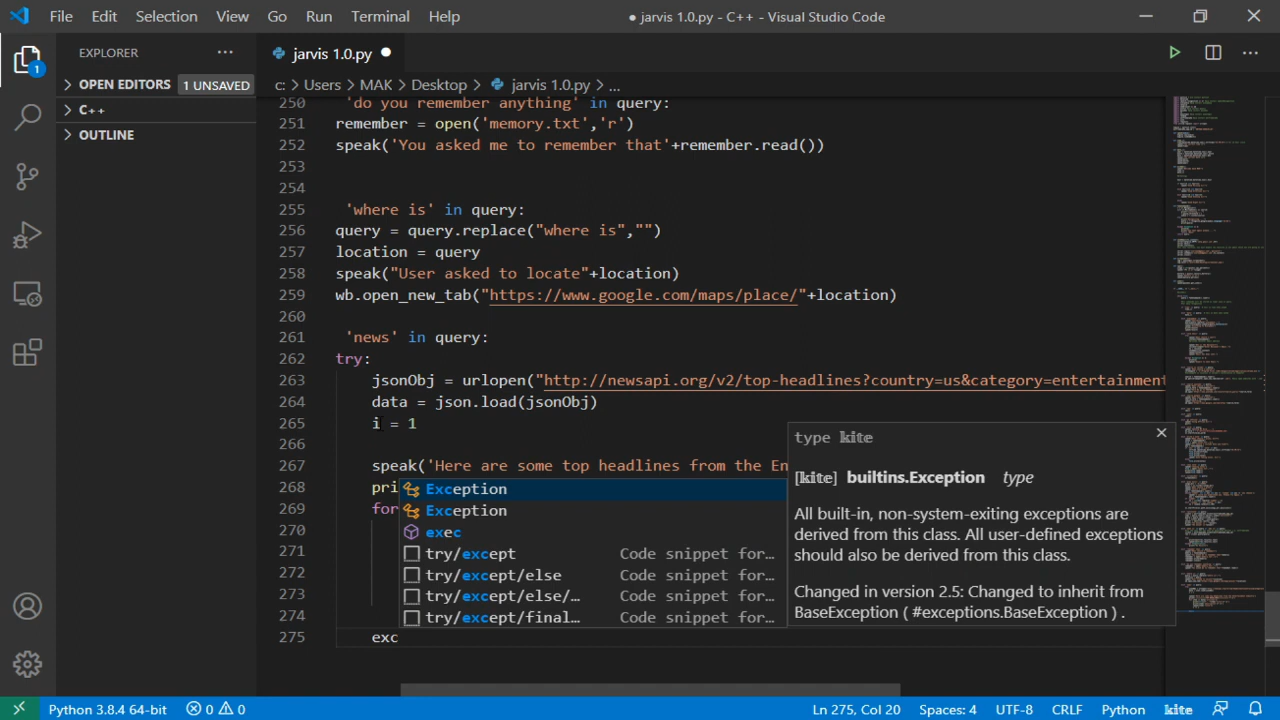 File Edit Selection View Go Run Terminal Help
● jarvis 1.0.py - C++ - Visual Studio Code
EXPLORER
jarvis 1.0.py ●
1
OPEN EDITORS 1 UNSAVED
C++
OUTLINE
c: > Users > MAK > Desktop > jarvis 1.0.py > ...
250 'do you remember anything' in query:
251 remember = open('memory.txt','r')
252 speak('You asked me to remember that'+remember.read())
253
254
255 'where is' in query:
256 query = query.replace("where is","")
257 location = query
258 speak("User asked to locate"+location)
259 wb.open_new_tab("https://www.google.com/maps/place/"+location)
260
261 'news' in query:
262 try:
263 jsonObj = urlopen("http://newsapi.org/v2/top-headlines?country=us&category=entertainment
264 data = json.load(jsonObj)
265 i = 1
266
267 speak('Here are some top headlines from the En
268 pri
269 for
270
271
272
273
274
275 exc
Exception
Exception
exec
try/except Code snippet for...
try/except/else Code snippet for...
try/except/else/... Code snippet for...
try/except/final... Code snippet for...
type kite
[kite] builtins.Exception type
All built-in, non-system-exiting exceptions are
derived from this class. All user-defined exceptions
should also be derived from this class.
Changed in version 2.5: Changed to inherit from
BaseException ( #exceptions.BaseException ) .
Python 3.8.4 64-bit 0 0 Ln 275, Col 20 Spaces: 4 UTF-8 CRLF Python kite